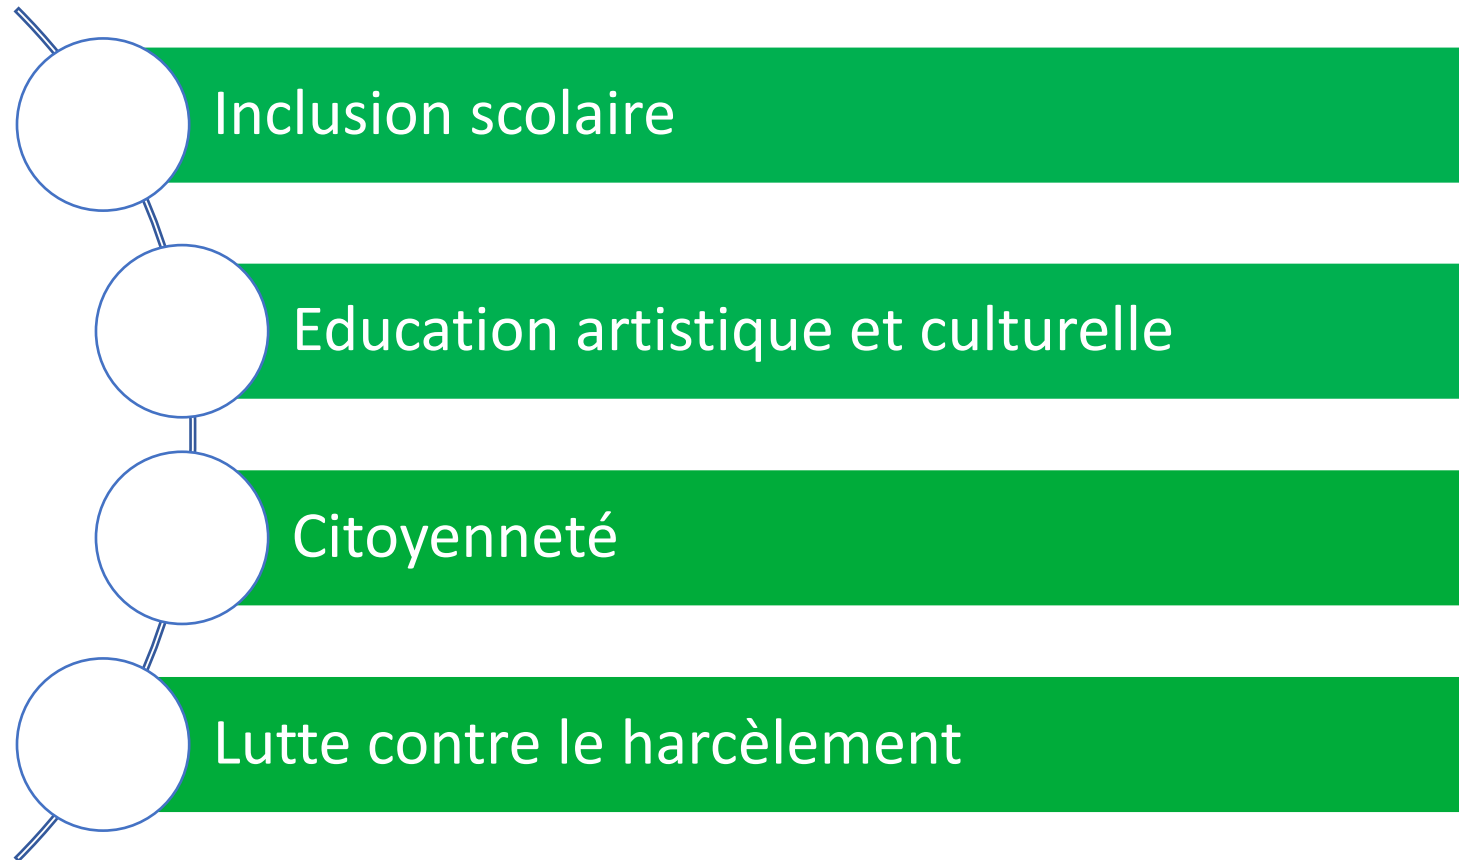 Inclusion scolaire
Education artistique et culturelle
Citoyenneté
Lutte contre le harcèlement